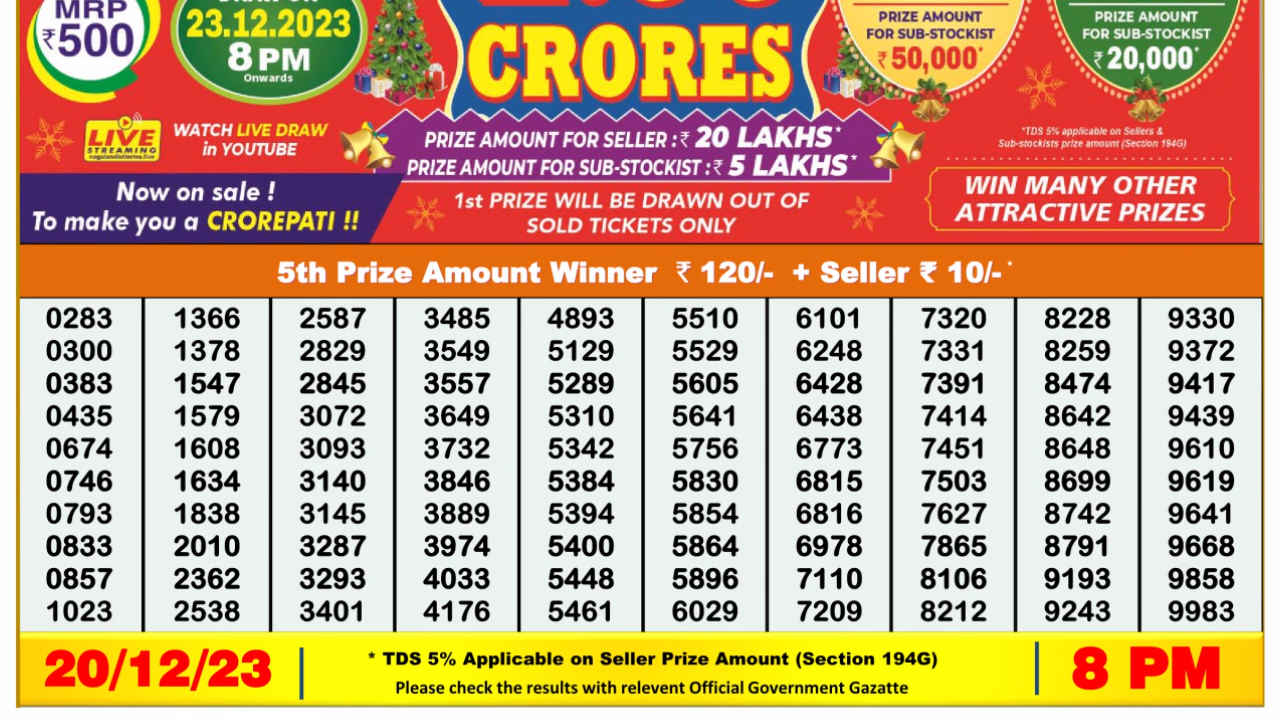 MRP
₹500
23.12.2023
8 PM
Onwards
CRORES
PRIZE AMOUNT
FOR SUB-STOCKIST
₹ 50,000*
PRIZE AMOUNT
FOR SUB-STOCKIST
₹ 20,000*
LIVE
STREAMING
nagalandlotteries.live
WATCH LIVE DRAW
in YOUTUBE
PRIZE AMOUNT FOR SELLER :₹ 20 LAKHS*
PRIZE AMOUNT FOR SUB-STOCKIST :₹ 5 LAKHS*
*TDS 5% applicable on Sellers &
Sub-stockists prize amount (Section 194G)
Now on sale !
To make you a CROREPATI !!
1st PRIZE WILL BE DRAWN OUT OF
SOLD TICKETS ONLY
WIN MANY OTHER
ATTRACTIVE PRIZES
5th Prize Amount Winner ₹ 120/- + Seller ₹ 10/-*
0283 1366 2587 3485 4893 5510 6101 7320 8228 9330
0300 1378 2829 3549 5129 5529 6248 7331 8259 9372
0383 1547 2845 3557 5289 5605 6428 7391 8474 9417
0435 1579 3072 3649 5310 5641 6438 7414 8642 9439
0674 1608 3093 3732 5342 5756 6773 7451 8648 9610
0746 1634 3140 3846 5384 5830 6815 7503 8699 9619
0793 1838 3145 3889 5394 5854 6816 7627 8742 9641
0833 2010 3287 3974 5400 5864 6978 7865 8791 9668
0857 2362 3293 4033 5448 5896 7110 8106 9193 9858
1023 2538 3401 4176 5461 6029 7209 8212 9243 9983
20/12/23
* TDS 5% Applicable on Seller Prize Amount (Section 194G)
Please check the results with relevent Official Government Gazatte
8 PM